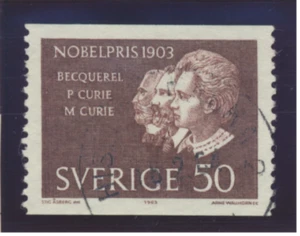 NOBELPRIS 1903
BECQUEREL
P CURIE
M CURIE
SVERIGE 50
1963